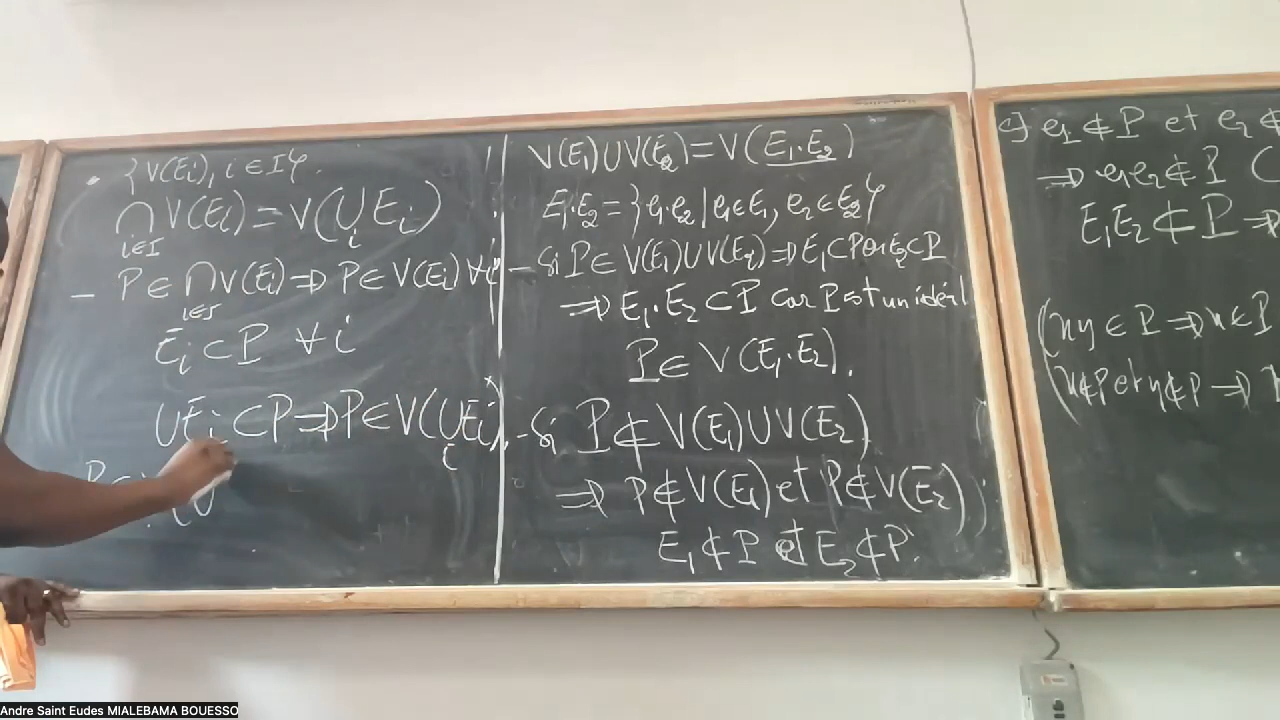 • {V(Ei), i ∈ I}.
⋂ V(Ei) = V(⋃ Ei)
i∈I i
– P ∈ ⋂ V(Ei) ⇒ P ∈ V(Ei) ∀i
i∈I
Ei ⊂ P ∀ i
∪Ei ⊂ P ⇒ P ∈ V(∪Ei)
i
V(E1) ∪ V(E2) = V(E1·E2)
E1·E2 = {e1·e2 | e1 ∈ E1, e2 ∈ E2}
– Si P ∈ V(E1) ∪ V(E2) ⇒ E1 ⊂ P ou E2 ⊂ P
⇒ E1·E2 ⊂ P car P est un idéal
P ∈ V(E1·E2).
– Si P ∉ V(E1) ∪ V(E2)
⇒ P ∉ V(E1) et P ∉ V(E2)
E1 ⊄ P et E2 ⊄ P.
e1 ∉ P et e2 ∉
⇒ e1e2 ∉ P (
E1E2 ⊄ P ⇒
(xy ∈ P ⇒ x ∈ P
(x ∉ P et y ∉ P ⇒
Andre Saint Eudes MIALEBAMA BOUESSO